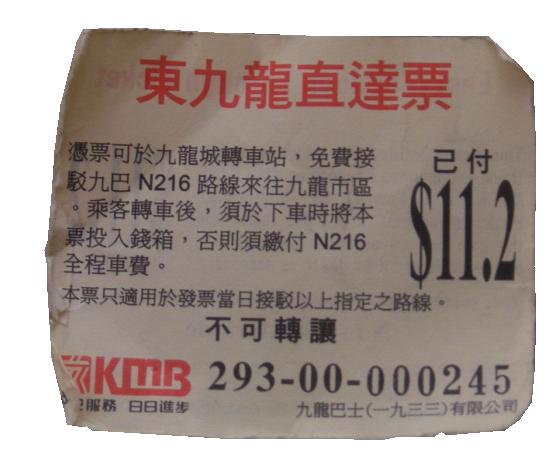 東九龍直達票
憑票可於九龍城轉車站，免費接
駁九巴 N216 路線來往九龍市區
。乘客轉車後，須於下車時將本
票投入錢箱，否則須繳付 N216
全程車費。
已付
$11.2
本票只適用於發票當日接駁以上指定之路線。
不可轉讓
KMB 293-00-000245
服務 日日進步
九龍巴士(一九三三)有限公司